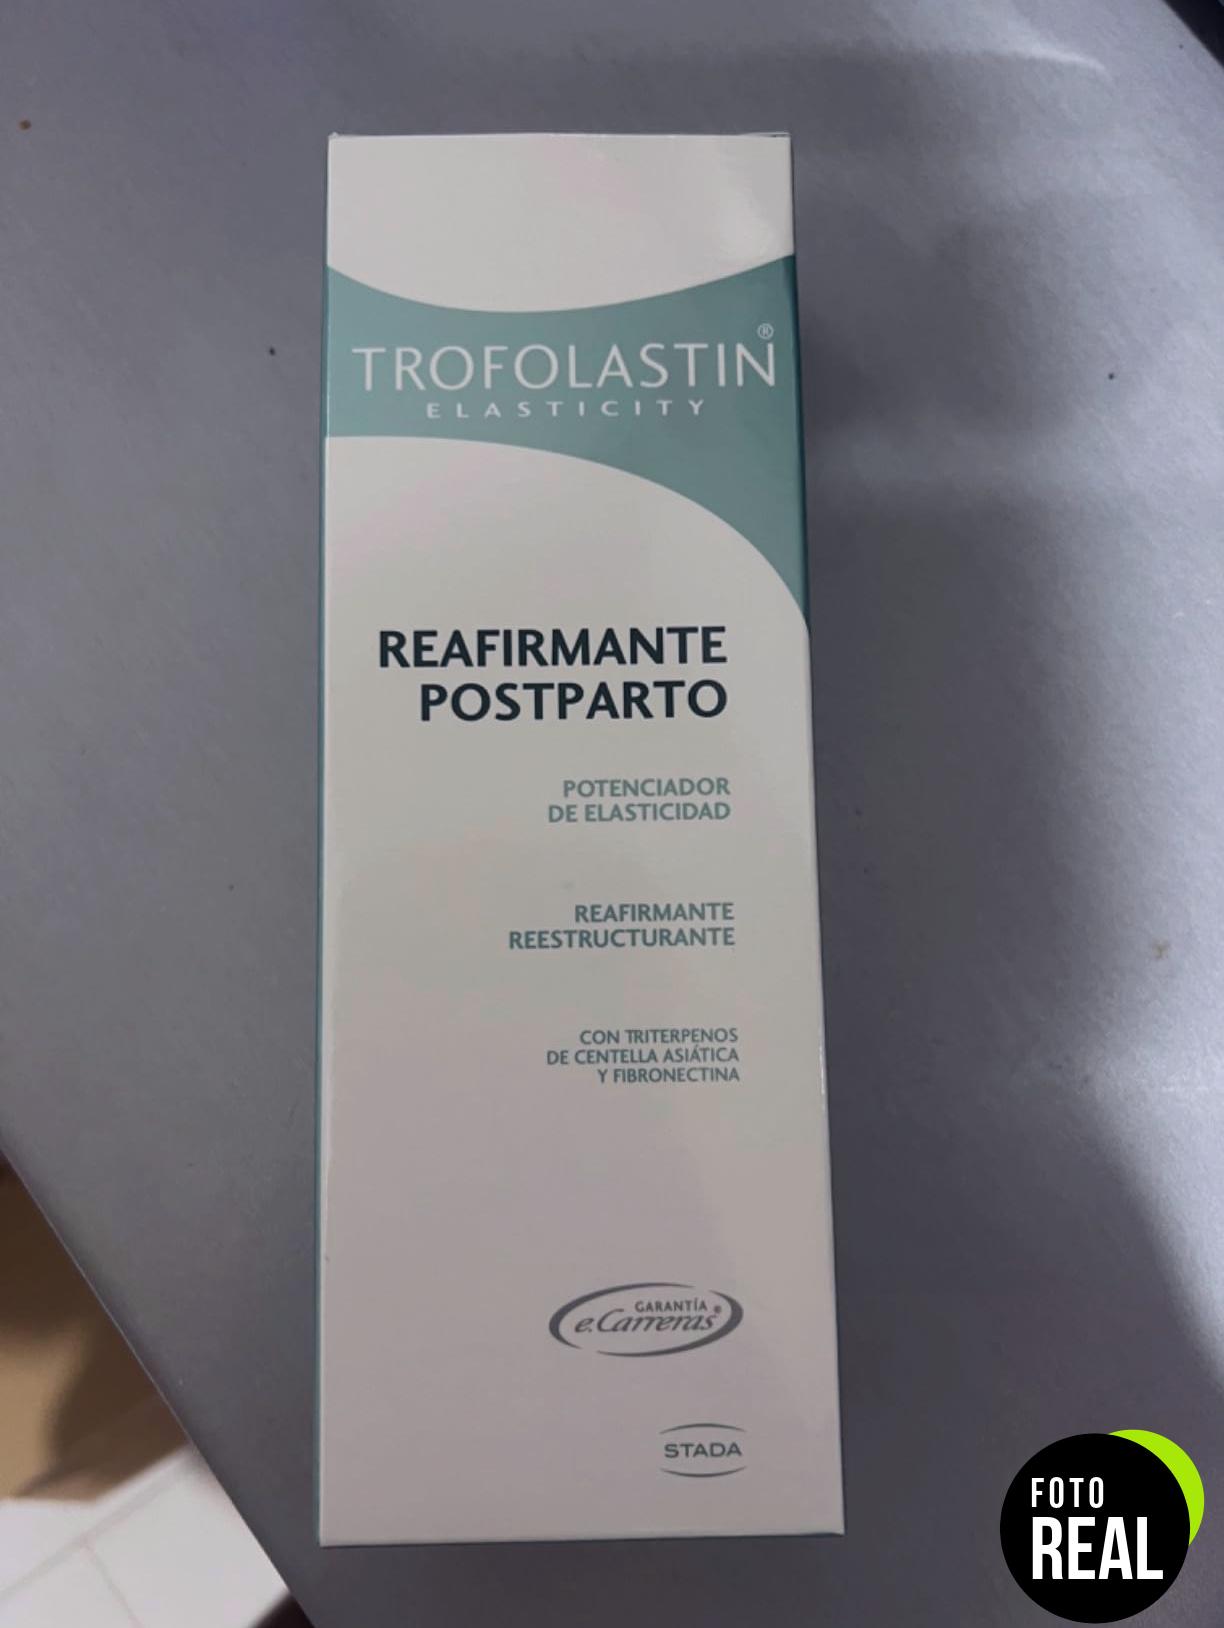 TROFOLASTIN®
ELASTICITY
REAFIRMANTE
POSTPARTO
POTENCIADOR
DE ELASTICIDAD
REAFIRMANTE
REESTRUCTURANTE
CON TRITERPENOS
DE CENTELLA ASIÁTICA
Y FIBRONECTINA
GARANTÍA
e.Carreras®
STADA
FOTO
REAL